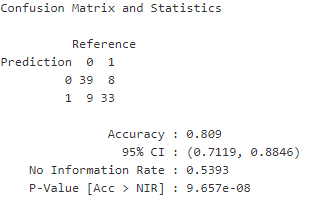 Confusion Matrix and Statistics
Reference
Prediction 0 1
0 39 8
1 9 33
Accuracy : 0.809
95% CI : (0.7119, 0.8846)
No Information Rate : 0.5393
P-Value [Acc > NIR] : 9.657e-08